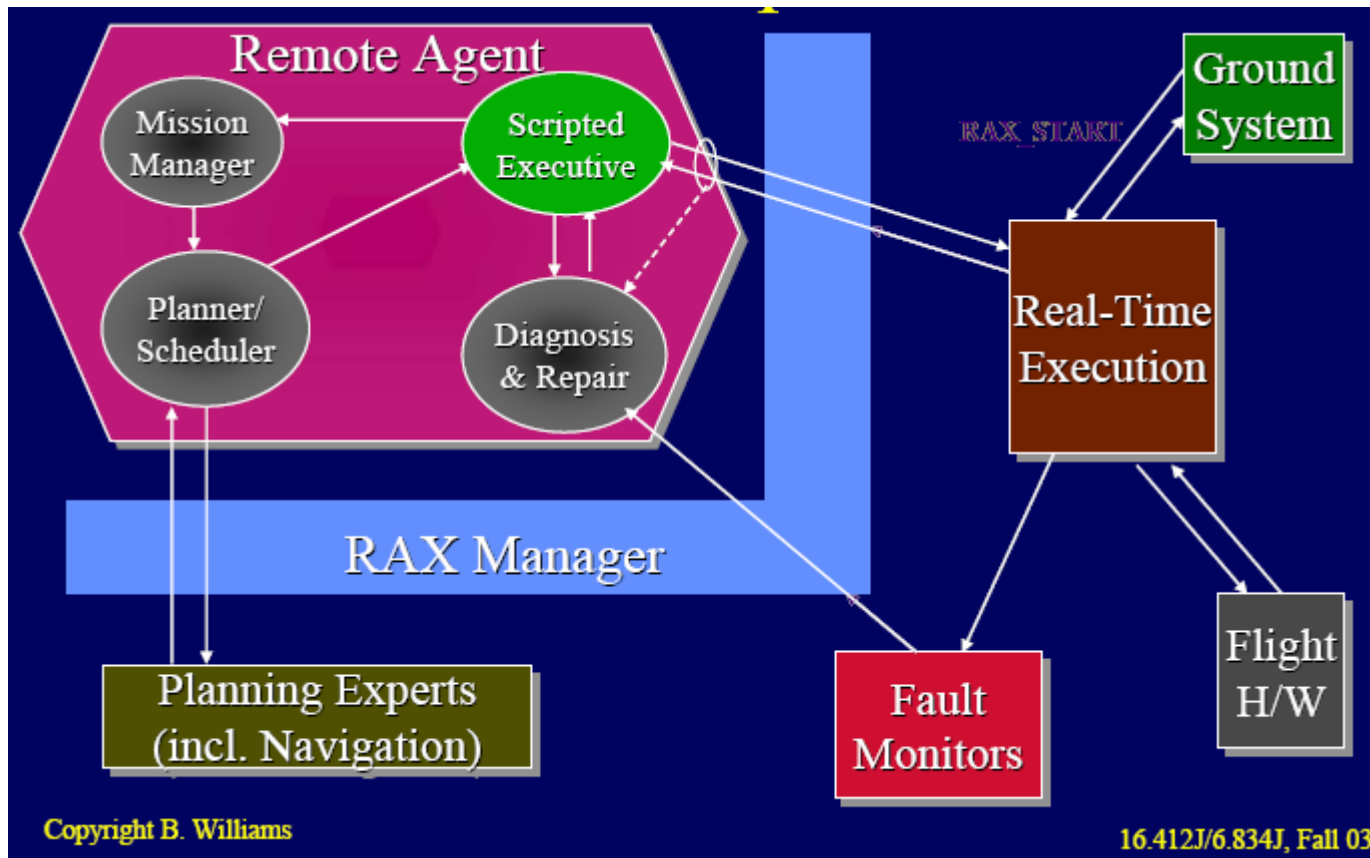 Remote Agent
Mission
Manager
Scripted
Executive
Planner/
Scheduler
Diagnosis
& Repair
RAX Manager
RAX_START
Ground
System
Real-Time
Execution
Planning Experts
(incl. Navigation)
Fault
Monitors
Flight
H/W
Copyright B. Williams
16.412J/6.834J, Fall 03